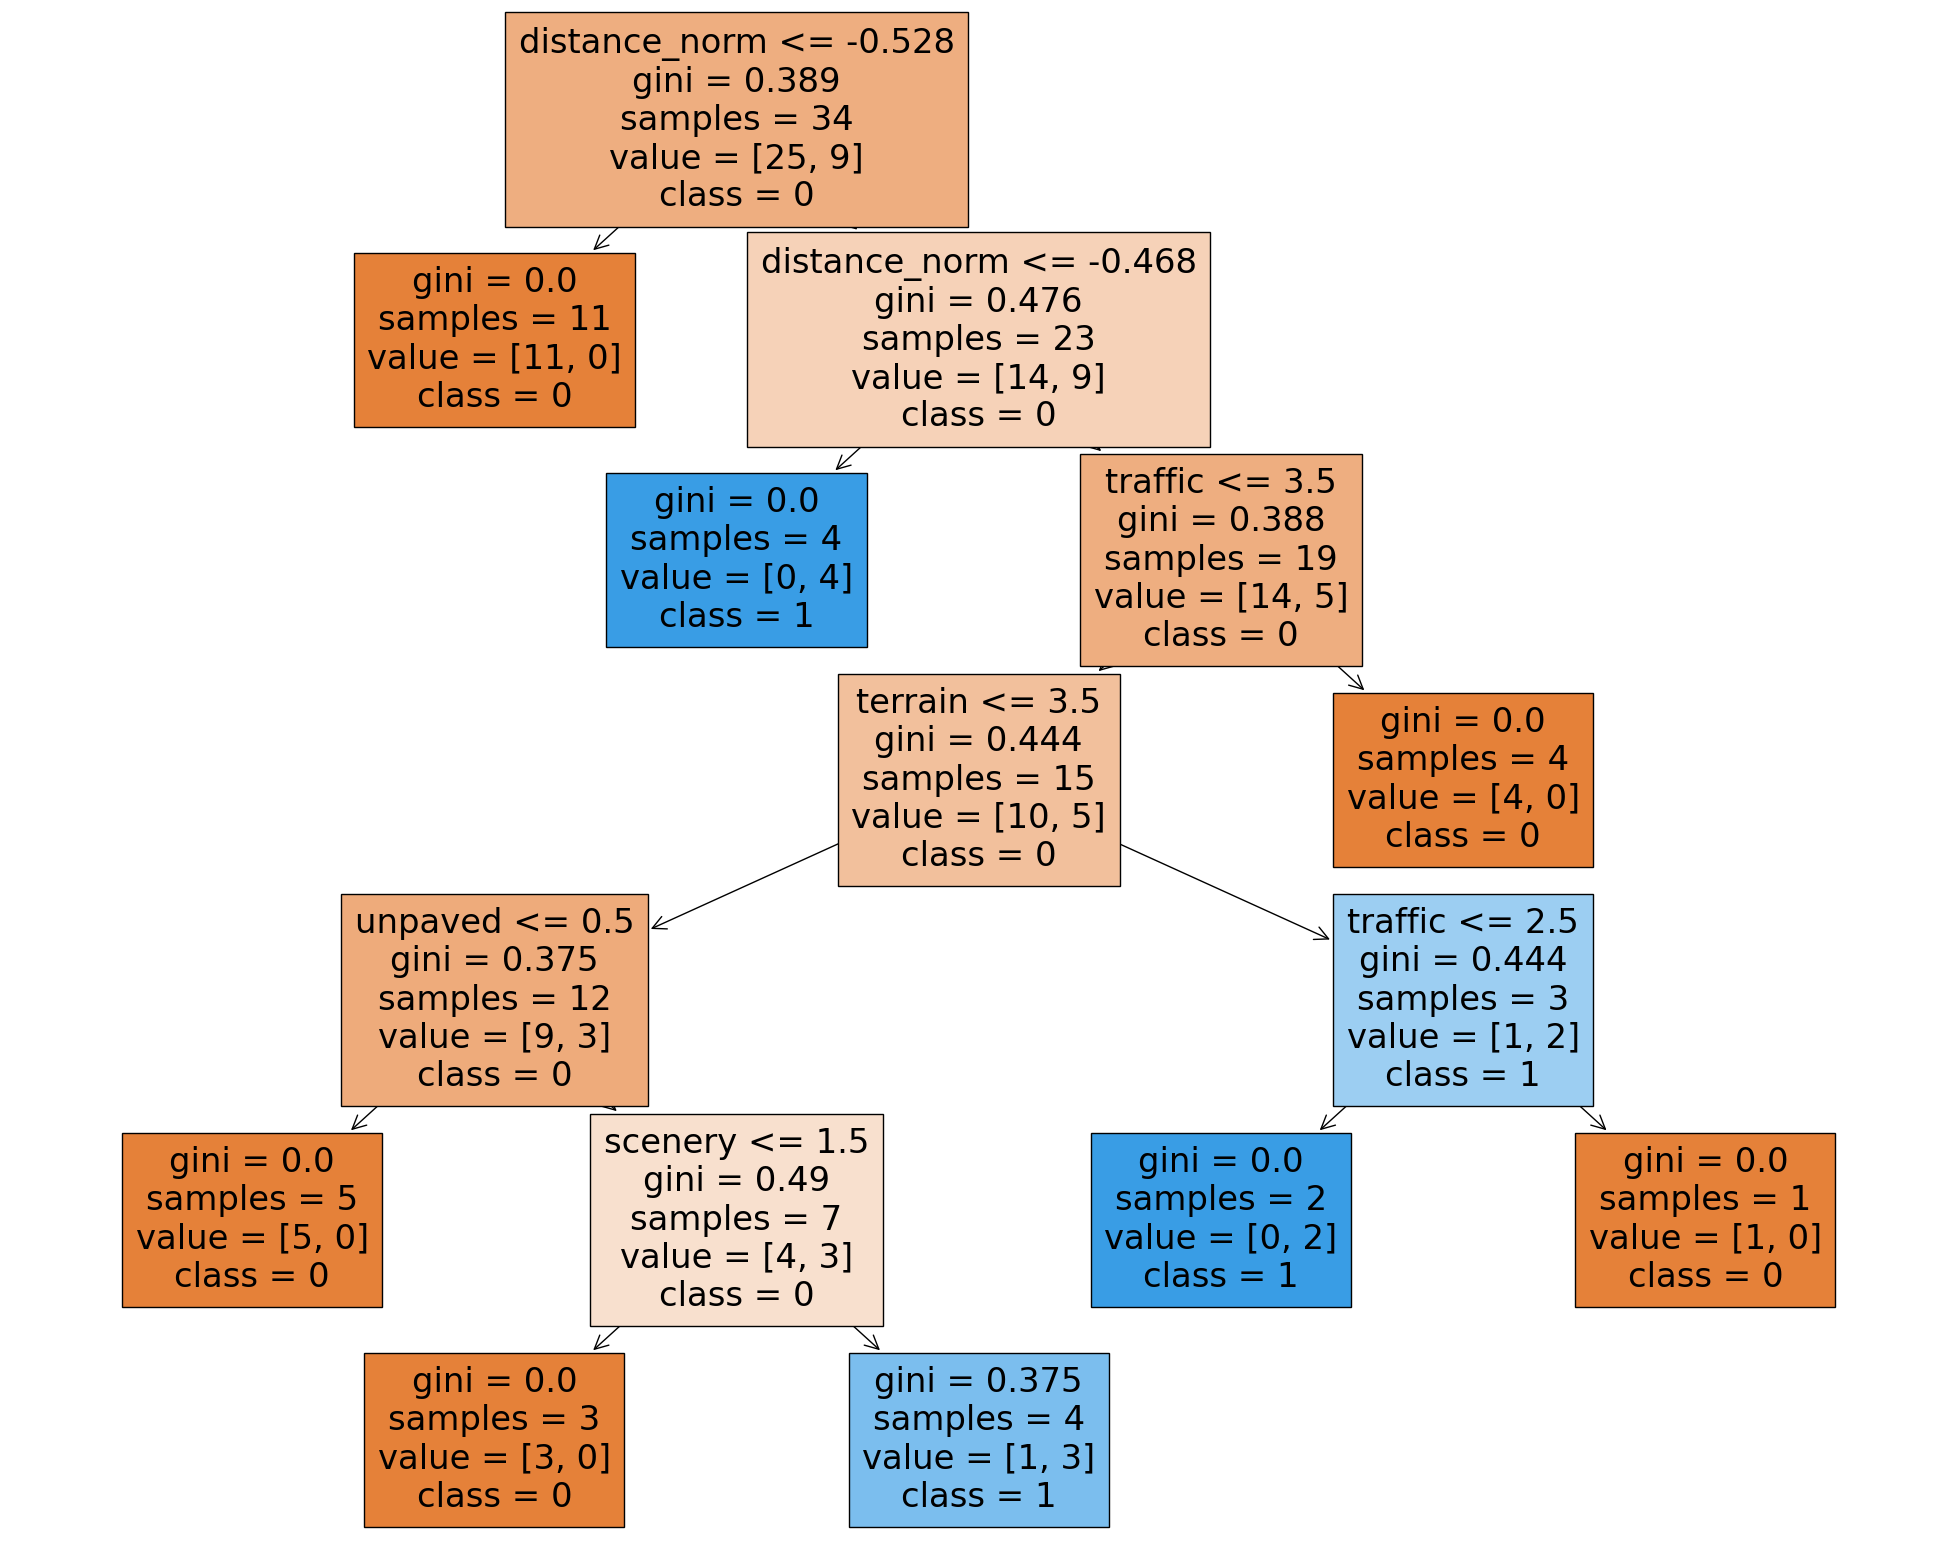 distance_norm <= -0.528
gini = 0.389
samples = 34
value = [25, 9]
class = 0
gini = 0.0
samples = 11
value = [11, 0]
class = 0
distance_norm <= -0.468
gini = 0.476
samples = 23
value = [14, 9]
class = 0
gini = 0.0
samples = 4
value = [0, 4]
class = 1
traffic <= 3.5
gini = 0.388
samples = 19
value = [14, 5]
class = 0
terrain <= 3.5
gini = 0.444
samples = 15
value = [10, 5]
class = 0
gini = 0.0
samples = 4
value = [4, 0]
class = 0
unpaved <= 0.5
gini = 0.375
samples = 12
value = [9, 3]
class = 0
traffic <= 2.5
gini = 0.444
samples = 3
value = [1, 2]
class = 1
gini = 0.0
samples = 5
value = [5, 0]
class = 0
scenery <= 1.5
gini = 0.49
samples = 7
value = [4, 3]
class = 0
gini = 0.0
samples = 2
value = [0, 2]
class = 1
gini = 0.0
samples = 1
value = [1, 0]
class = 0
gini = 0.0
samples = 3
value = [3, 0]
class = 0
gini = 0.375
samples = 4
value = [1, 3]
class = 1